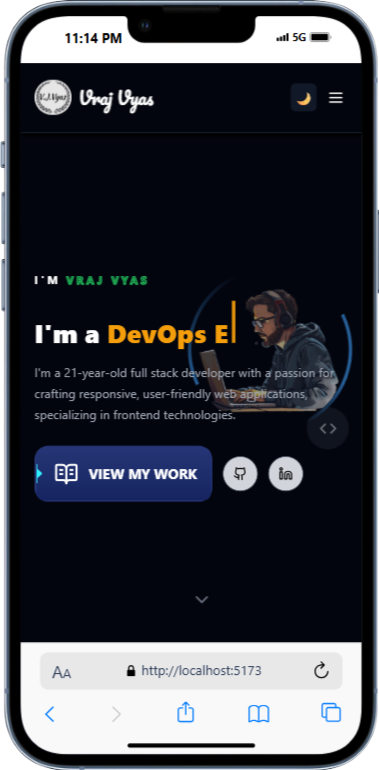 11:14 PM 5G
V.J.Vyas Vraj Vyas
I'M VRAJ VYAS
I'm a DevOps E
I'm a 21-year-old full stack developer with a passion for
crafting responsive, user-friendly web applications,
specializing in frontend technologies.
VIEW MY WORK
AA http://localhost:5173